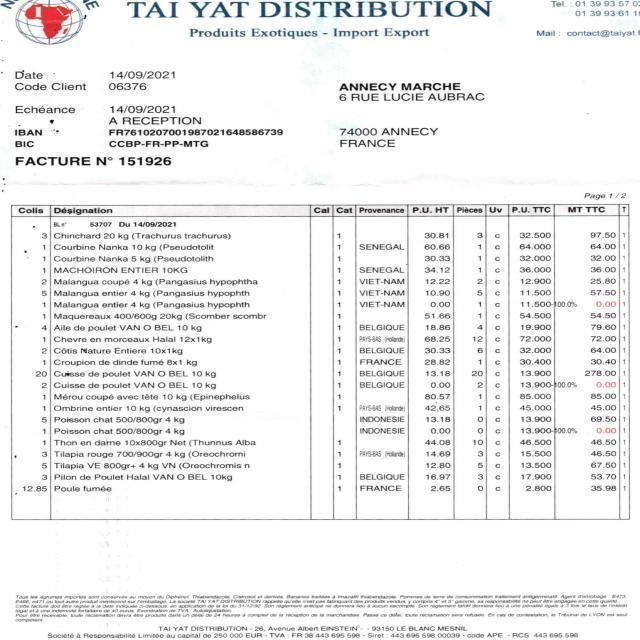 TAI YAT DISTRIBUTION
Produits Exotiques - Import Export
Tel. : 01 39 93 57 0
01 39 93 61 1
Mail : contact@taiyat.f
Date 14/09/2021
Code Client 06376
ANNECY MARCHE
6 RUE LUCIE AUBRAC
Echéance 14/09/2021
A RECEPTION
IBAN FR7610207001987021648586739
BIC CCBP-FR-PP-MTG
74000 ANNECY
FRANCE
FACTURE N° 151926
Page 1 / 2
Colis Désignation Cal Cat Provenance P.U. HT Pièces Uv P.U. TTC MT TTC T
BL n° 53707 Du 14/09/2021
3 Chinchard 20 kg (Trachurus trachurus) 1 30.81 3 c 32.500 97.50 1
1 Courbine Nanka 10 kg (Pseudotolit 1 SENEGAL 60.66 1 c 64.000 64.00 1
1 Courbine Nanka 5 kg (Pseudotolith 1 30.33 1 c 32.000 32.00 1
1 MACHOIRON ENTIER 10KG 1 SENEGAL 34.12 1 c 36.000 36.00 1
2 Malangua coupé 4 kg (Pangasius hypophtha 1 VIET-NAM 12.22 2 c 12.900 25.80 1
5 Malangua entier 4 kg (Pangasius hypophth 1 VIET-NAM 10.90 5 c 11.500 57.50 1
1 Malangua entier 4 kg (Pangasius hypophth 1 VIET-NAM 0.00 1 c 11.500-100.0% 0.00 1
1 Maquereaux 400/600g 20kg (Scomber scombr 1 51.66 1 c 54.500 54.50 1
4 Aile de poulet VAN O BEL 10 kg 1 BELGIQUE 18.86 4 c 19.900 79.60 1
1 Chevre en morceaux Halal 12x1kg 1 PAYS-BAS (Hollande) 68.25 12 c 72.000 72.00 1
2 Côtis Nature Entiere 10x1kg 1 BELGIQUE 30.33 6 c 32.000 64.00 1
1 Croupion de dinde fumé 8x1 kg 1 FRANCE 28.82 1 c 30.400 30.40 1
20 Cuisse de poulet VAN O BEL 10 kg 1 BELGIQUE 13.18 20 c 13.900 278.00 1
2 Cuisse de poulet VAN O BEL 10 kg 1 BELGIQUE 0.00 2 c 13.900-100.0% 0.00 1
1 Mérou coupé avec tête 10 kg (Epinephelus 1 80.57 1 c 85.000 85.00 1
1 Ombrine entier 10 kg (cynascion virescen 1 PAYS-BAS (Hollande) 42.65 1 c 45.000 45.00 1
5 Poisson chat 500/800gr 4 kg INDONESIE 13.18 0 c 13.900 69.50 1
1 Poisson chat 500/800gr 4 kg INDONESIE 0.00 0 c 13.900-100.0% 0.00 1
1 Thon en darne 10x800gr Net (Thunnus Alba 1 44.08 10 c 46.500 46.50 1
3 Tilapia rouge 700/900gr 4 kg (Oreochromi 1 PAYS-BAS (Hollande) 14.69 3 c 15.500 46.50 1
5 Tilapia VE 800gr+ 4 kg VN (Oreochromis n 1 12.80 5 c 13.500 67.50 1
3 Pilon de Poulet Halal VAN O BEL 10kg 1 BELGIQUE 16.97 3 c 17.900 53.70 1
12.85 Poule fumée 1 FRANCE 2.65 0 c 2.800 35.98 1
TAI YAT DISTRIBUTION - 26, Avenue Albert EINSTEIN - - 93150 LE BLANC MESNIL
Société à Responsabilité Limitée au capital de 250 000 EUR - TVA : FR 38 443 695 598 - Siret : 443 695 598 00039 - code APE - RCS 443 695 598